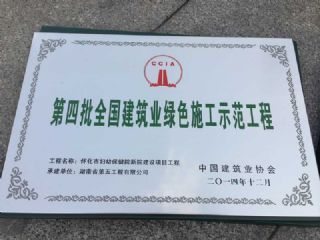 CCIA
第四批全国建筑业绿色施工示范工程
工程名称：怀化市妇幼保健院新院建设项目工程
承建单位：湖南省第五工程有限公司
中国建筑业协会
二〇一四年十二月